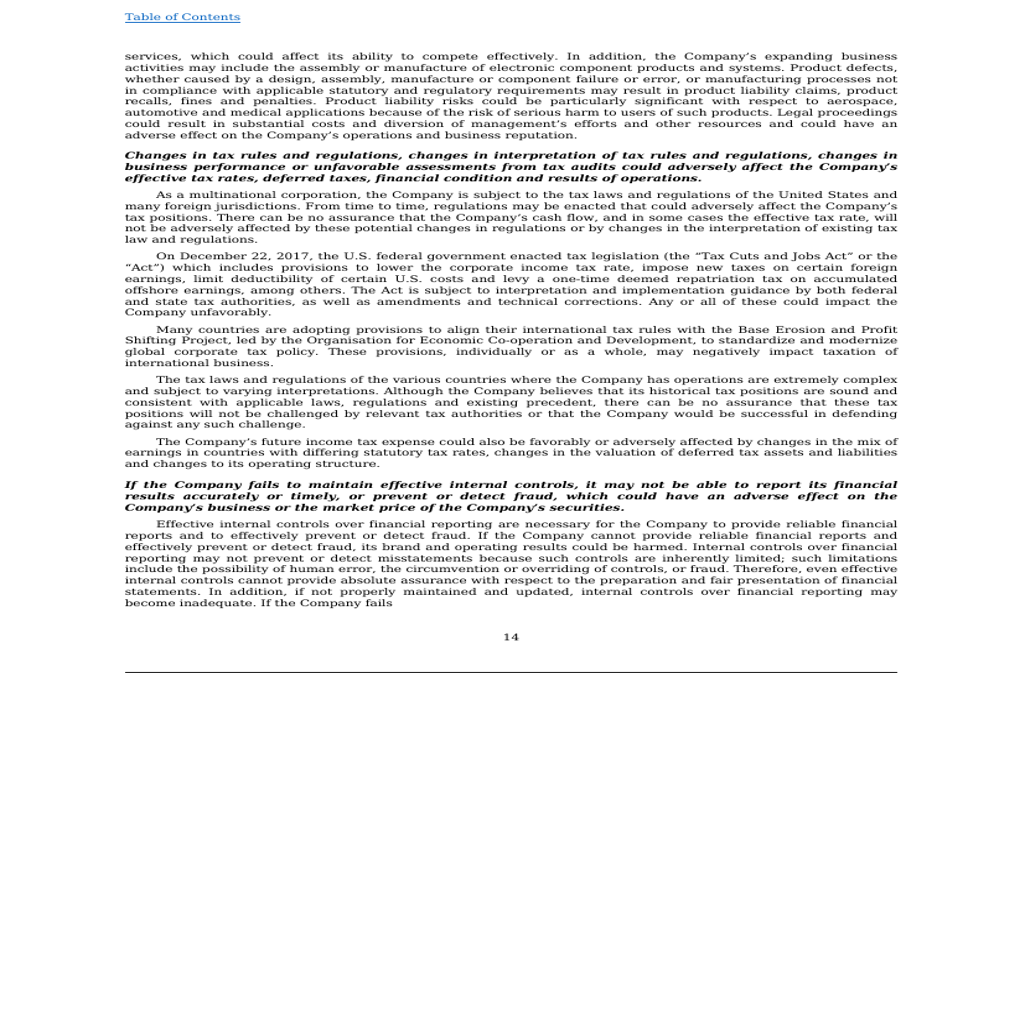 Table of Contents
services, which could affect its ability to compete effectively. In addition, the Company’s expanding business
activities may include the assembly or manufacture of electronic component products and systems. Product defects,
whether caused by a design, assembly, manufacture or component failure or error, or manufacturing processes not
in compliance with applicable statutory and regulatory requirements may result in product liability claims, product
recalls, fines and penalties. Product liability risks could be particularly significant with respect to aerospace,
automotive and medical applications because of the risk of serious harm to users of such products. Legal proceedings
could result in substantial costs and diversion of management’s efforts and other resources and could have an
adverse effect on the Company’s operations and business reputation.
Changes in tax rules and regulations, changes in interpretation of tax rules and regulations, changes in
business performance or unfavorable assessments from tax audits could adversely affect the Company’s
effective tax rates, deferred taxes, financial condition and results of operations.
As a multinational corporation, the Company is subject to the tax laws and regulations of the United States and
many foreign jurisdictions. From time to time, regulations may be enacted that could adversely affect the Company’s
tax positions. There can be no assurance that the Company’s cash flow, and in some cases the effective tax rate, will
not be adversely affected by these potential changes in regulations or by changes in the interpretation of existing tax
law and regulations.
On December 22, 2017, the U.S. federal government enacted tax legislation (the “Tax Cuts and Jobs Act” or the
“Act”) which includes provisions to lower the corporate income tax rate, impose new taxes on certain foreign
earnings, limit deductibility of certain U.S. costs and levy a one-time deemed repatriation tax on accumulated
offshore earnings, among others. The Act is subject to interpretation and implementation guidance by both federal
and state tax authorities, as well as amendments and technical corrections. Any or all of these could impact the
Company unfavorably.
Many countries are adopting provisions to align their international tax rules with the Base Erosion and Profit
Shifting Project, led by the Organisation for Economic Co-operation and Development, to standardize and modernize
global corporate tax policy. These provisions, individually or as a whole, may negatively impact taxation of
international business.
The tax laws and regulations of the various countries where the Company has operations are extremely complex
and subject to varying interpretations. Although the Company believes that its historical tax positions are sound and
consistent with applicable laws, regulations and existing precedent, there can be no assurance that these tax
positions will not be challenged by relevant tax authorities or that the Company would be successful in defending
against any such challenge.
The Company’s future income tax expense could also be favorably or adversely affected by changes in the mix of
earnings in countries with differing statutory tax rates, changes in the valuation of deferred tax assets and liabilities
and changes to its operating structure.
If the Company fails to maintain effective internal controls, it may not be able to report its financial
results accurately or timely, or prevent or detect fraud, which could have an adverse effect on the
Company’s business or the market price of the Company’s securities.
Effective internal controls over financial reporting are necessary for the Company to provide reliable financial
reports and to effectively prevent or detect fraud. If the Company cannot provide reliable financial reports and
effectively prevent or detect fraud, its brand and operating results could be harmed. Internal controls over financial
reporting may not prevent or detect misstatements because such controls are inherently limited; such limitations
include the possibility of human error, the circumvention or overriding of controls, or fraud. Therefore, even effective
internal controls cannot provide absolute assurance with respect to the preparation and fair presentation of financial
statements. In addition, if not properly maintained and updated, internal controls over financial reporting may
become inadequate. If the Company fails
14